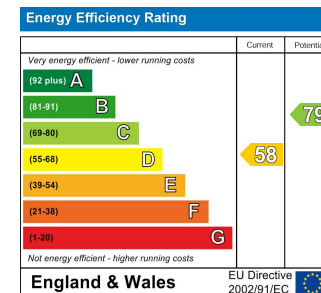 Energy Efficiency Rating
Current Potentia
Very energy efficient - lower running costs
(92 plus) A
(81-91) B
(69-80) C
(55-68) D
(39-54) E
(21-38) F
(1-20) G
79
58
Not energy efficient - higher running costs
England & Wales
EU Directive
2002/91/EC